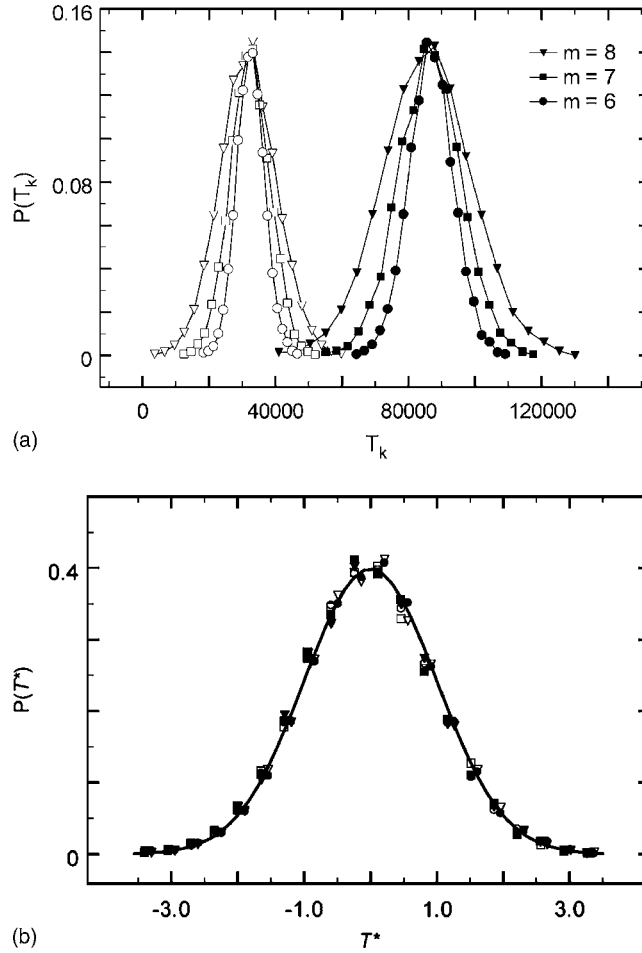 0.16
m = 8
m = 7
m = 6
P(T_k)
0.08
0
0 40000 80000 120000
T_k
(a)
0.4
P(T*)
0
-3.0 -1.0 1.0 3.0
T*
(b)